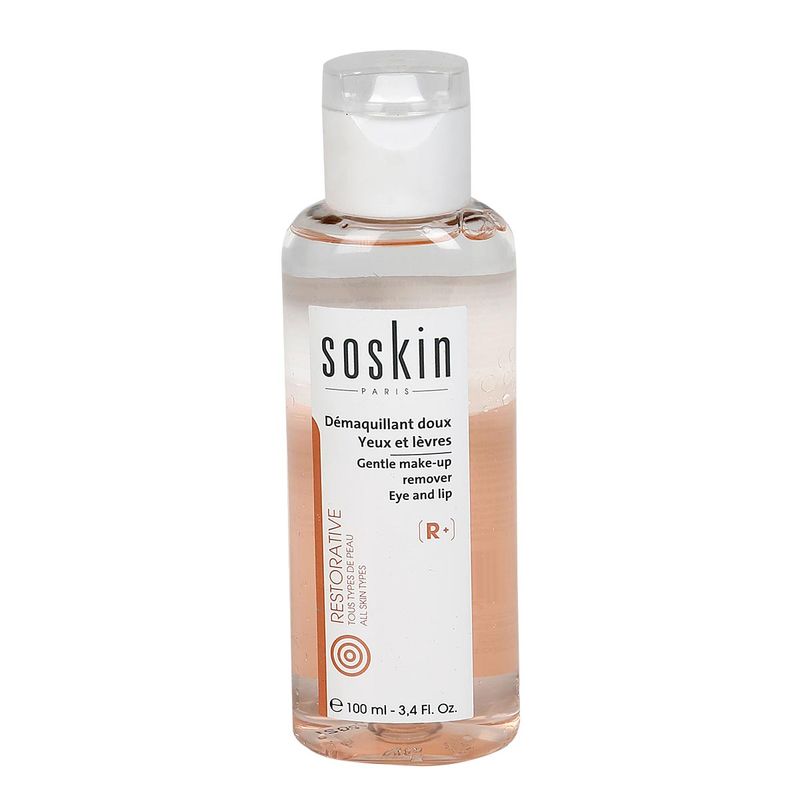 soskin
PARIS
Démaquillant doux
Yeux et lèvres
Gentle make-up
remover
Eye and lip
[R+]
RESTORATIVE
TOUS TYPES DE PEAU
ALL SKIN TYPES
℮ 100 ml - 3,4 Fl. Oz.